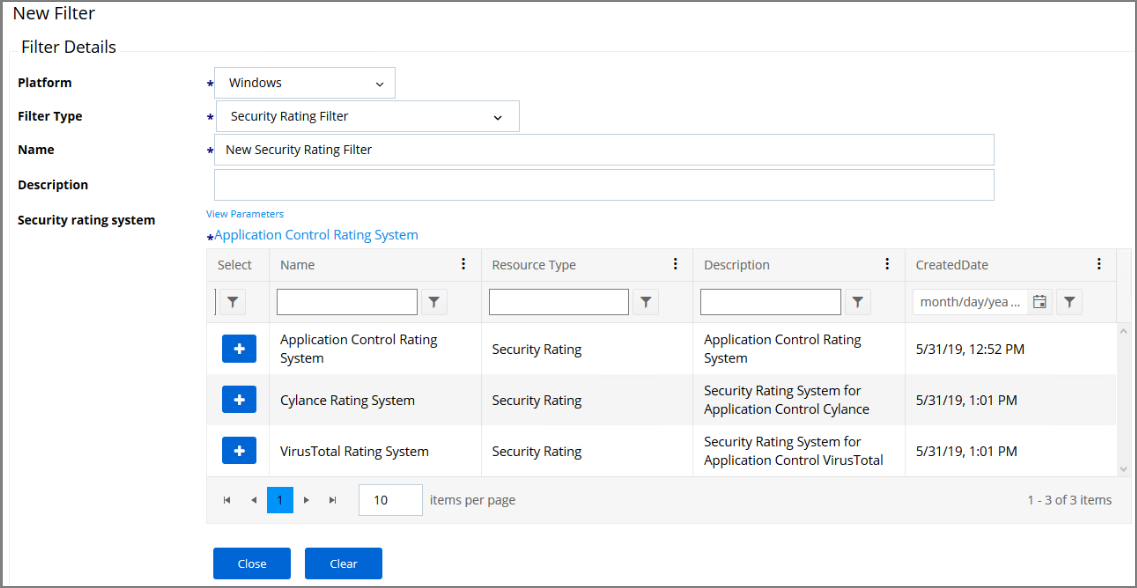 New Filter
Filter Details
Platform * Windows
Filter Type * Security Rating Filter
Name * New Security Rating Filter
Description
Security rating system
View Parameters
*Application Control Rating System
Select Name Resource Type Description CreatedDate
month/day/yea ...
Application Control Rating
System
Security Rating
Application Control Rating
System
5/31/19, 12:52 PM
Cylance Rating System
Security Rating
Security Rating System for
Application Control Cylance
5/31/19, 1:01 PM
VirusTotal Rating System
Security Rating
Security Rating System for
Application Control VirusTotal
5/31/19, 1:01 PM
1 10 items per page 1 - 3 of 3 items
Close Clear